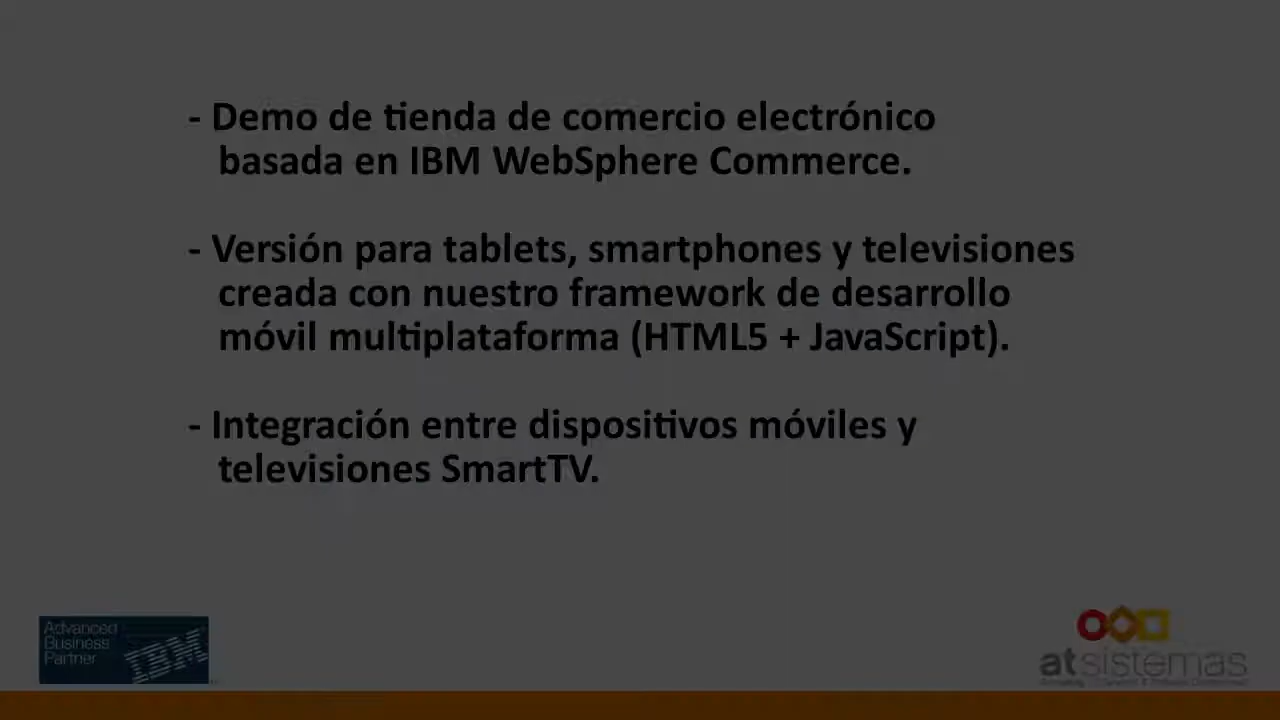 - Demo de tienda de comercio electrónico
basada en IBM WebSphere Commerce.
- Versión para tablets, smartphones y televisiones
creada con nuestro framework de desarrollo
móvil multiplataforma (HTML5 + JavaScript).
- Integración entre dispositivos móviles y
televisiones SmartTV.
Advanced
Business
Partner
IBM
atsistemas